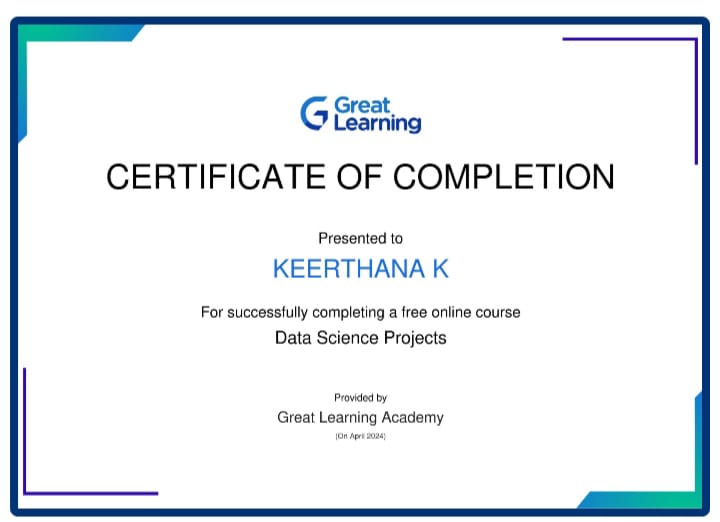 Great
Learning
CERTIFICATE OF COMPLETION
Presented to
KEERTHANA K
For successfully completing a free online course
Data Science Projects
Provided by
Great Learning Academy
(On April 2024)